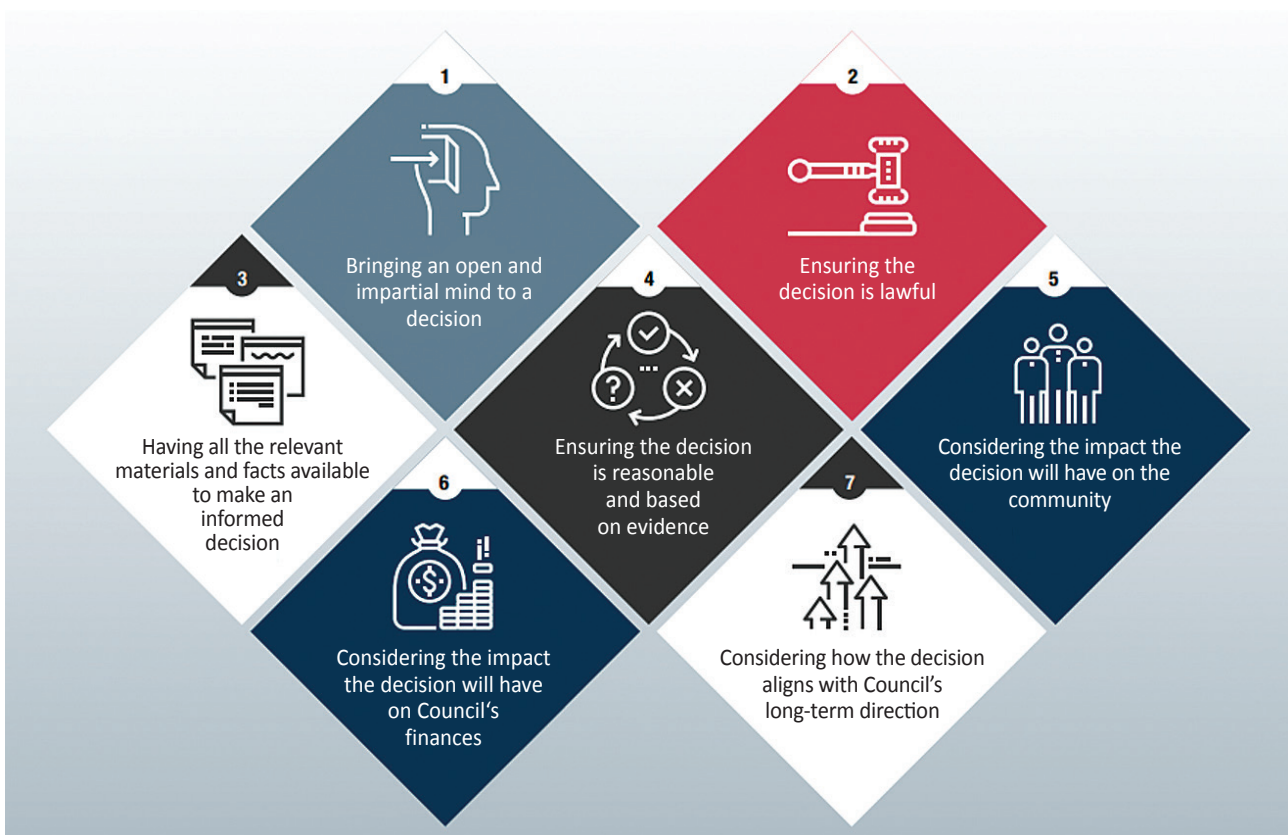 1
Bringing an open and
impartial mind to a
decision
2
Ensuring the
decision is lawful
3
Having all the relevant
materials and facts available
to make an
informed
decision
4
Ensuring the decision
is reasonable
and based
on evidence
5
Considering the impact the
decision will have on the
community
6
Considering the impact
the decision will have
on Council‘s
finances
7
Considering how the decision
aligns with Council’s
long-term direction